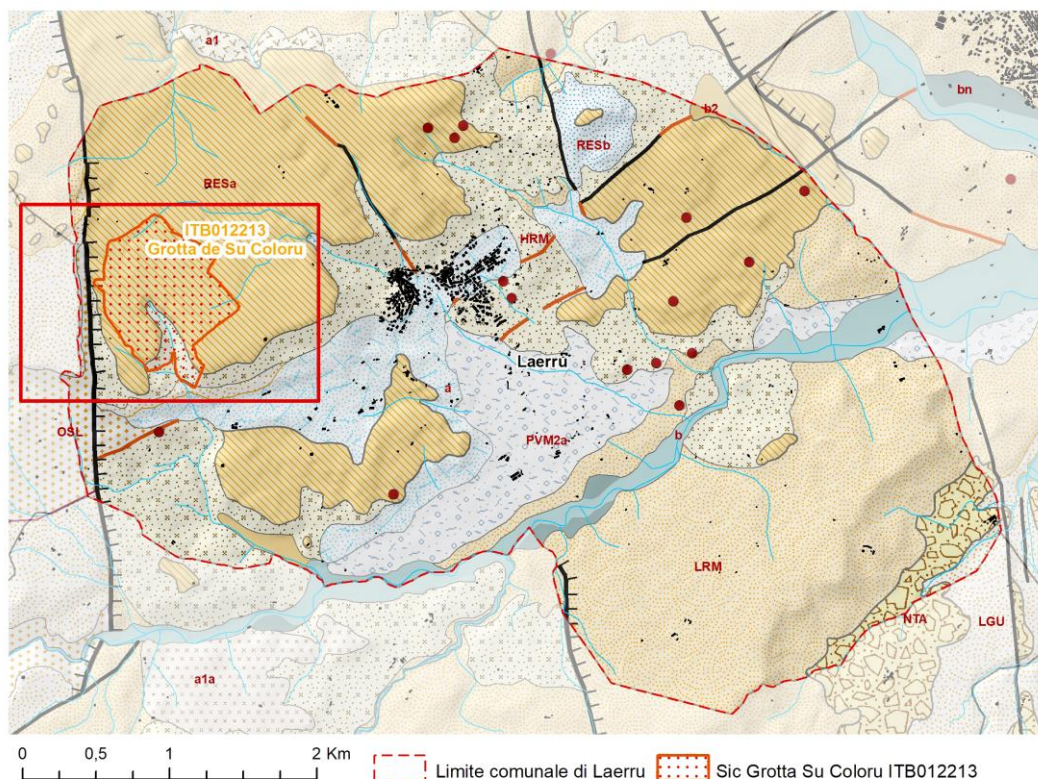 a1
bn
b2
RESb
RESa
ITB012213
Grotta de Su Coloru
HRM
Laerru
a
OSL
PVM2a
b
LRM
NTA
LGU
a1a
0 0,5 1 2 Km
Limite comunale di Laerru
Sic Grotta Su Coloru ITB012213